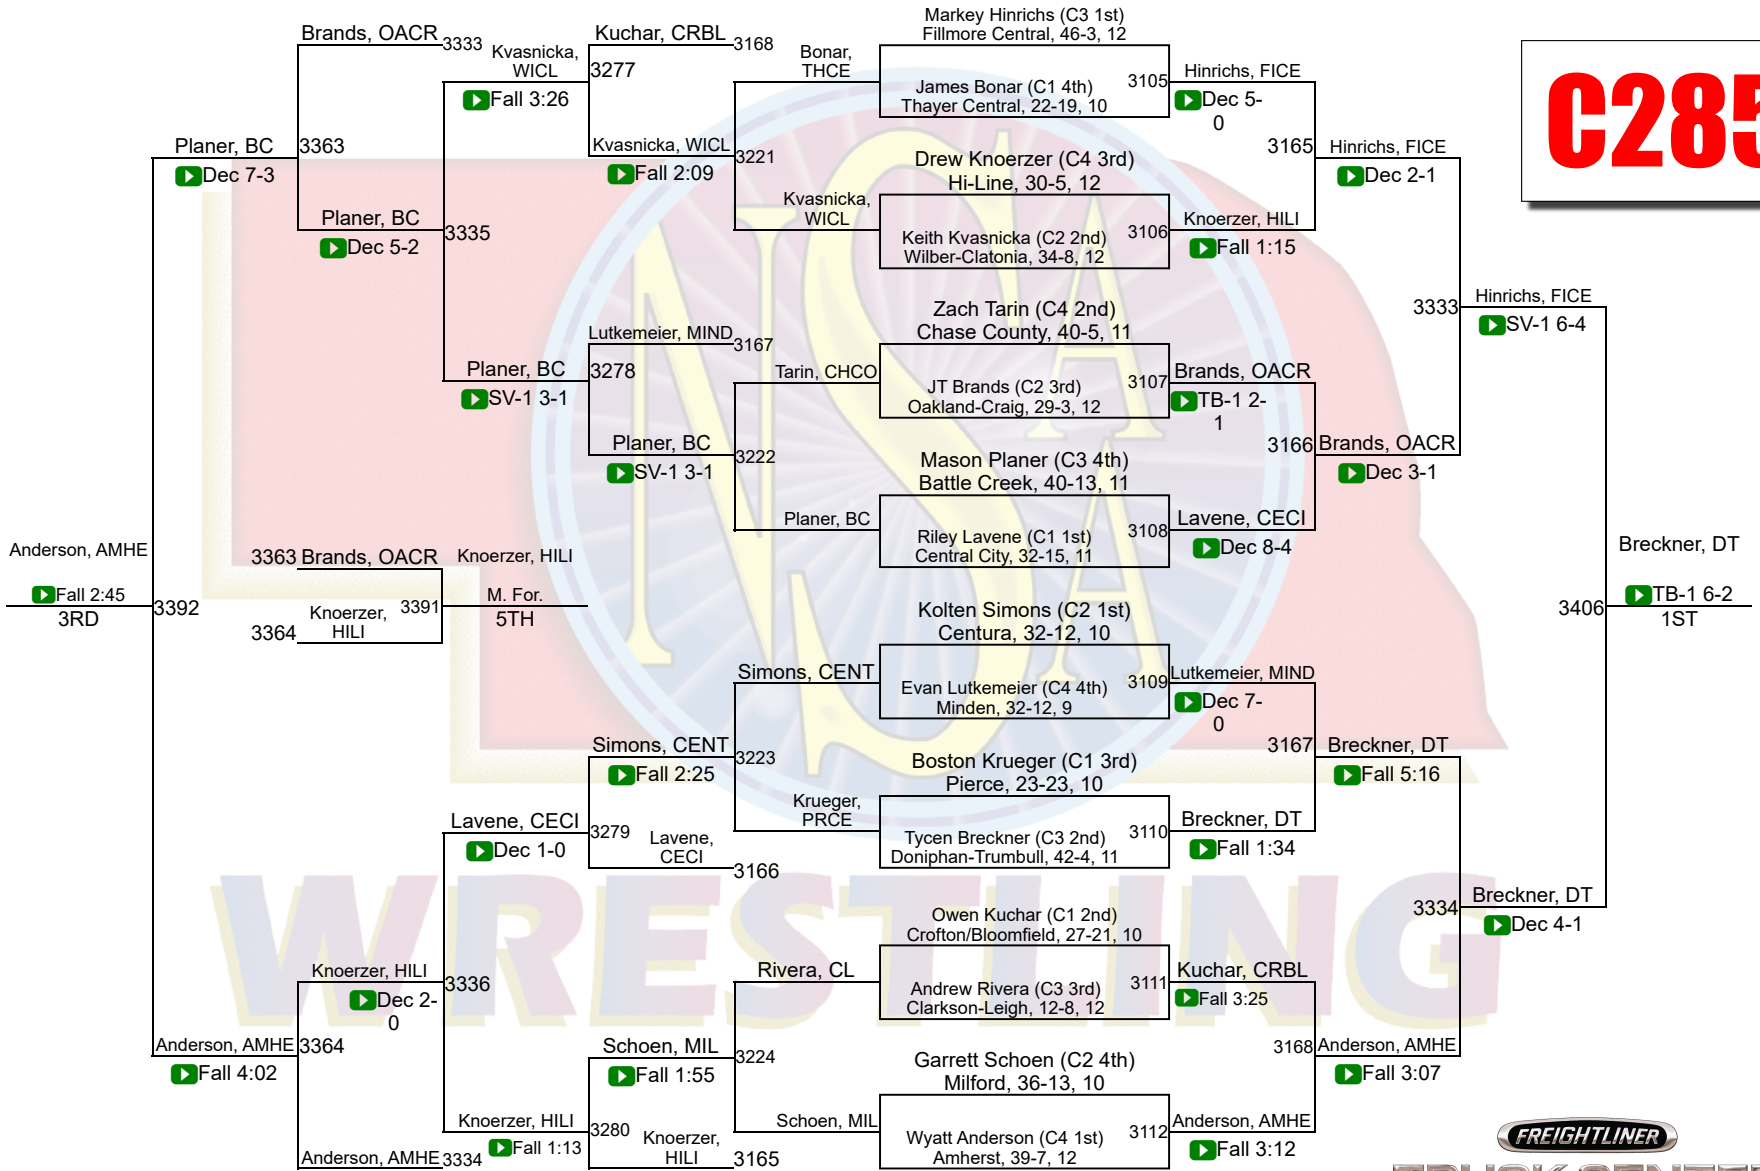 Markey Hinrichs (C3 1st)
Fillmore Central, 46-3, 12
James Bonar (C1 4th)
Thayer Central, 22-19, 10
Drew Knoerzer (C4 3rd)
Hi-Line, 30-5, 12
Keith Kvasnicka (C2 2nd)
Wilber-Clatonia, 34-8, 12
Zach Tarin (C4 2nd)
Chase County, 40-5, 11
JT Brands (C2 3rd)
Oakland-Craig, 29-3, 12
Mason Planer (C3 4th)
Battle Creek, 40-13, 11
Riley Lavene (C1 1st)
Central City, 32-15, 11
Kolten Simons (C2 1st)
Centura, 32-12, 10
Evan Lutkemeier (C4 4th)
Minden, 32-12, 9
Boston Krueger (C1 3rd)
Pierce, 23-23, 10
Tycen Breckner (C3 2nd)
Doniphan-Trumbull, 42-4, 11
Owen Kuchar (C1 2nd)
Crofton/Bloomfield, 27-21, 10
Andrew Rivera (C3 3rd)
Clarkson-Leigh, 12-8, 12
Garrett Schoen (C2 4th)
Milford, 36-13, 10
Wyatt Anderson (C4 1st)
Amherst, 39-7, 12
3105
Hinrichs, FICE
Dec 5-
0
3106
Knoerzer, HILI
Fall 1:15
3107
Brands, OACR
TB-1 2-
1
3108
Lavene, CECI
Dec 8-4
3109
Lutkemeier, MIND
Dec 7-
0
3110
Breckner, DT
Fall 1:34
3111
Kuchar, CRBL
Fall 3:25
3112
Anderson, AMHE
Fall 3:12
3165
Hinrichs, FICE
Dec 2-1
3166
Brands, OACR
Dec 3-1
3167
Breckner, DT
Fall 5:16
3168
Anderson, AMHE
Fall 3:07
3333
Hinrichs, FICE
SV-1 6-4
3334
Breckner, DT
Dec 4-1
3406
Breckner, DT
TB-1 6-2
1ST
Bonar,
THCE
Kvasnicka,
WICL
Tarin, CHCO
Planer, BC
Simons, CENT
Krueger,
PRCE
Rivera, CL
Schoen, MIL
Kuchar, CRBL
3168
Kvasnicka, WICL
3221
Fall 2:09
Lutkemeier, MIND
3167
Planer, BC
3222
SV-1 3-1
Simons, CENT
3223
Fall 2:25
Lavene,
CECI
3166
Schoen, MIL
3224
Fall 1:55
Knoerzer,
HILI
3165
Kvasnicka,
WICL
3277
Fall 3:26
Planer, BC
3278
SV-1 3-1
Lavene, CECI
3279
Dec 1-0
Knoerzer, HILI
3280
Fall 1:13
Brands, OACR
3333
Planer, BC
3335
Dec 5-2
Knoerzer, HILI
3336
Dec 2-
0
Anderson, AMHE
3334
Planer, BC
3363
Dec 7-3
Anderson, AMHE
3364
Fall 4:02
3363
Brands, OACR
3364
Knoerzer,
HILI
3391
Knoerzer, HILI
M. For.
5TH
Anderson, AMHE
Fall 2:45
3RD
3392
C285
NSAA
WRESTLING
FREIGHTLINER